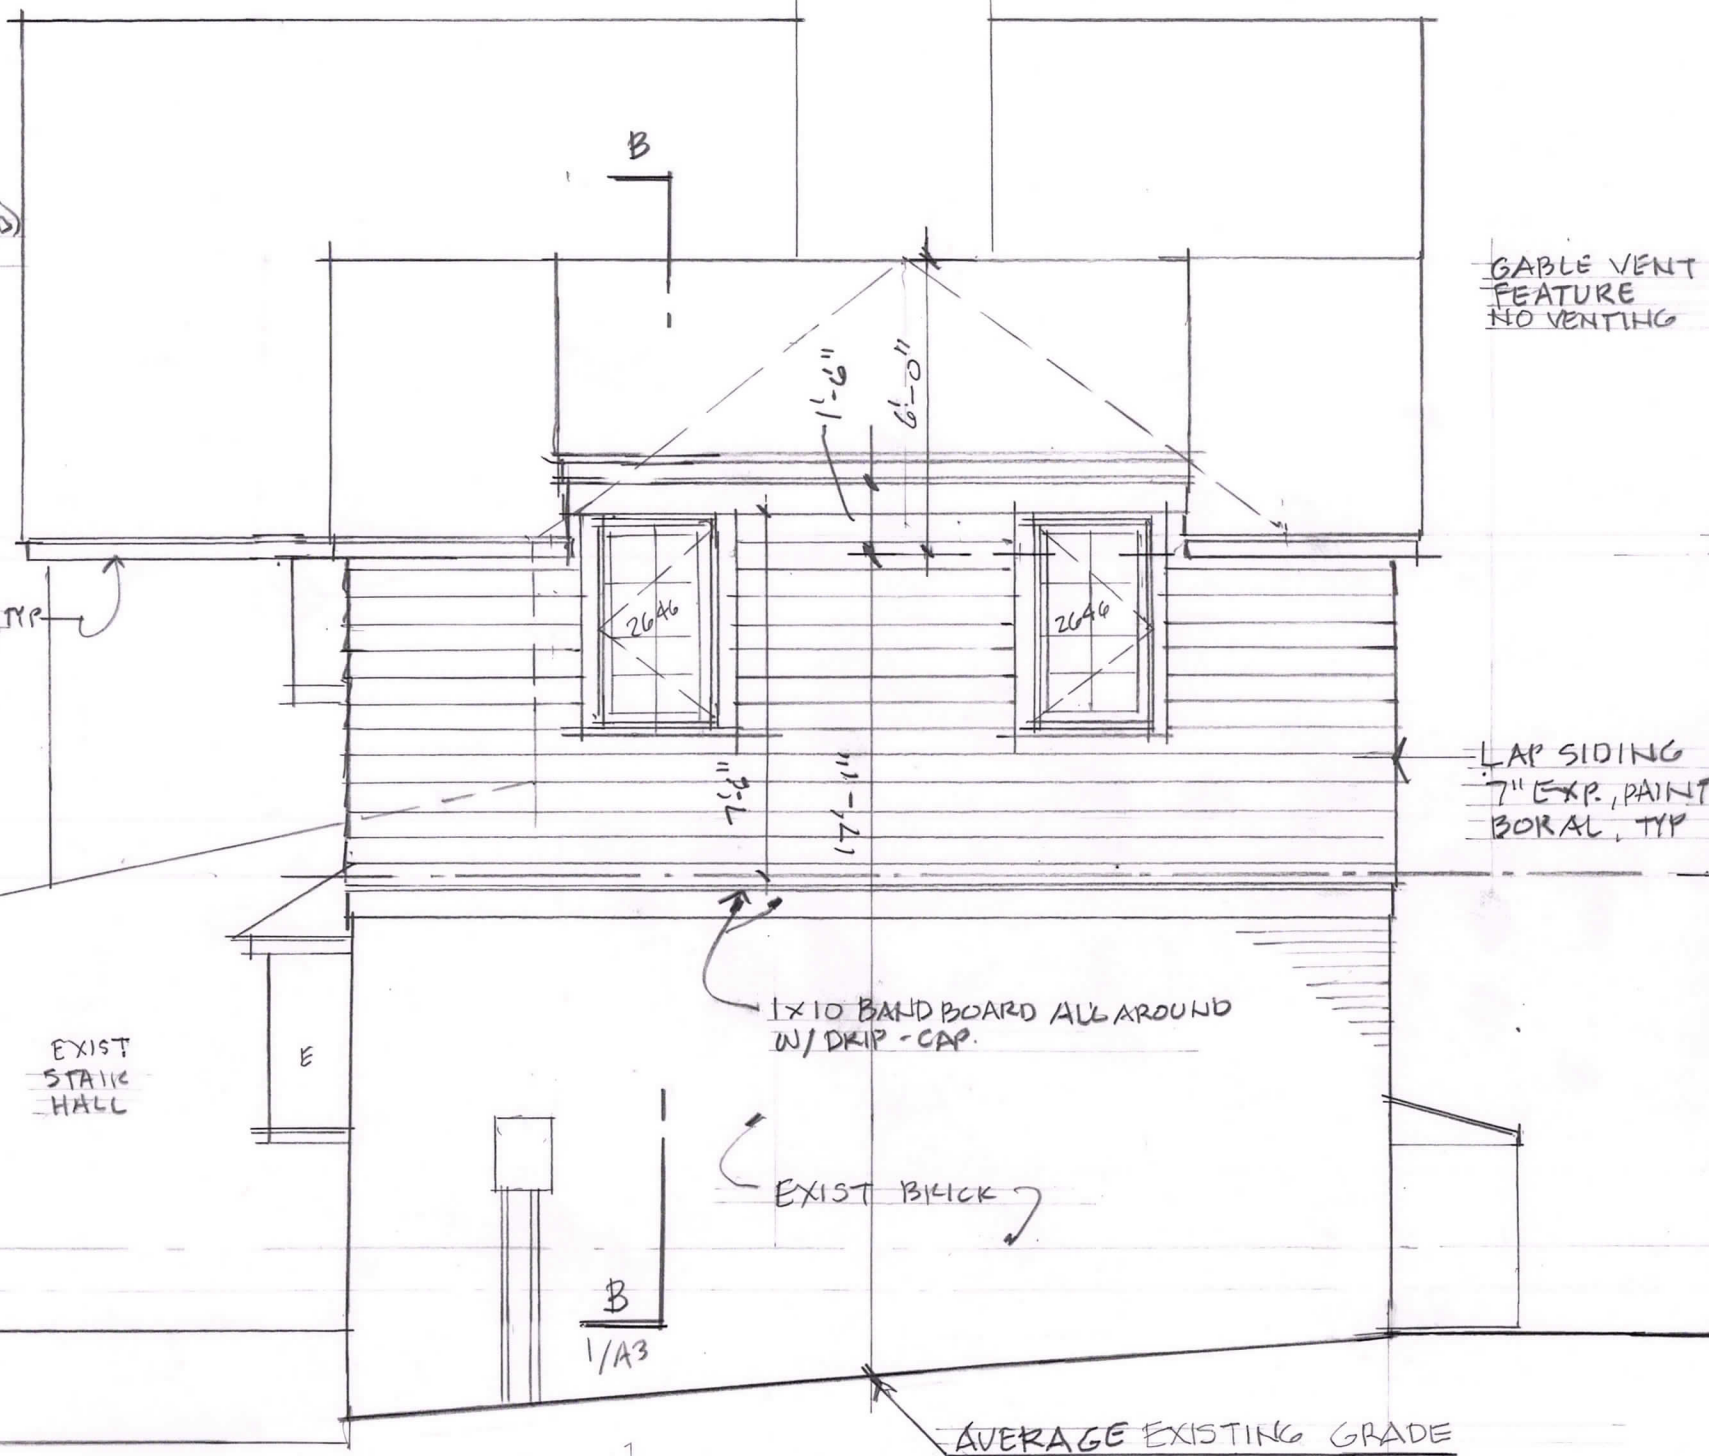 B
GABLE VENT
FEATURE
NO VENTING
1'-6"
6'-0"
TYP
2646
2646
7'-6"
17'-1"
LAP SIDING
7" EXP., PAINT
BORAL, TYP
1X10 BAND BOARD ALL AROUND
W/ DRIP-CAP.
EXIST
STAIR
HALL
E
EXIST BRICK
B
1/A3
AVERAGE EXISTING GRADE